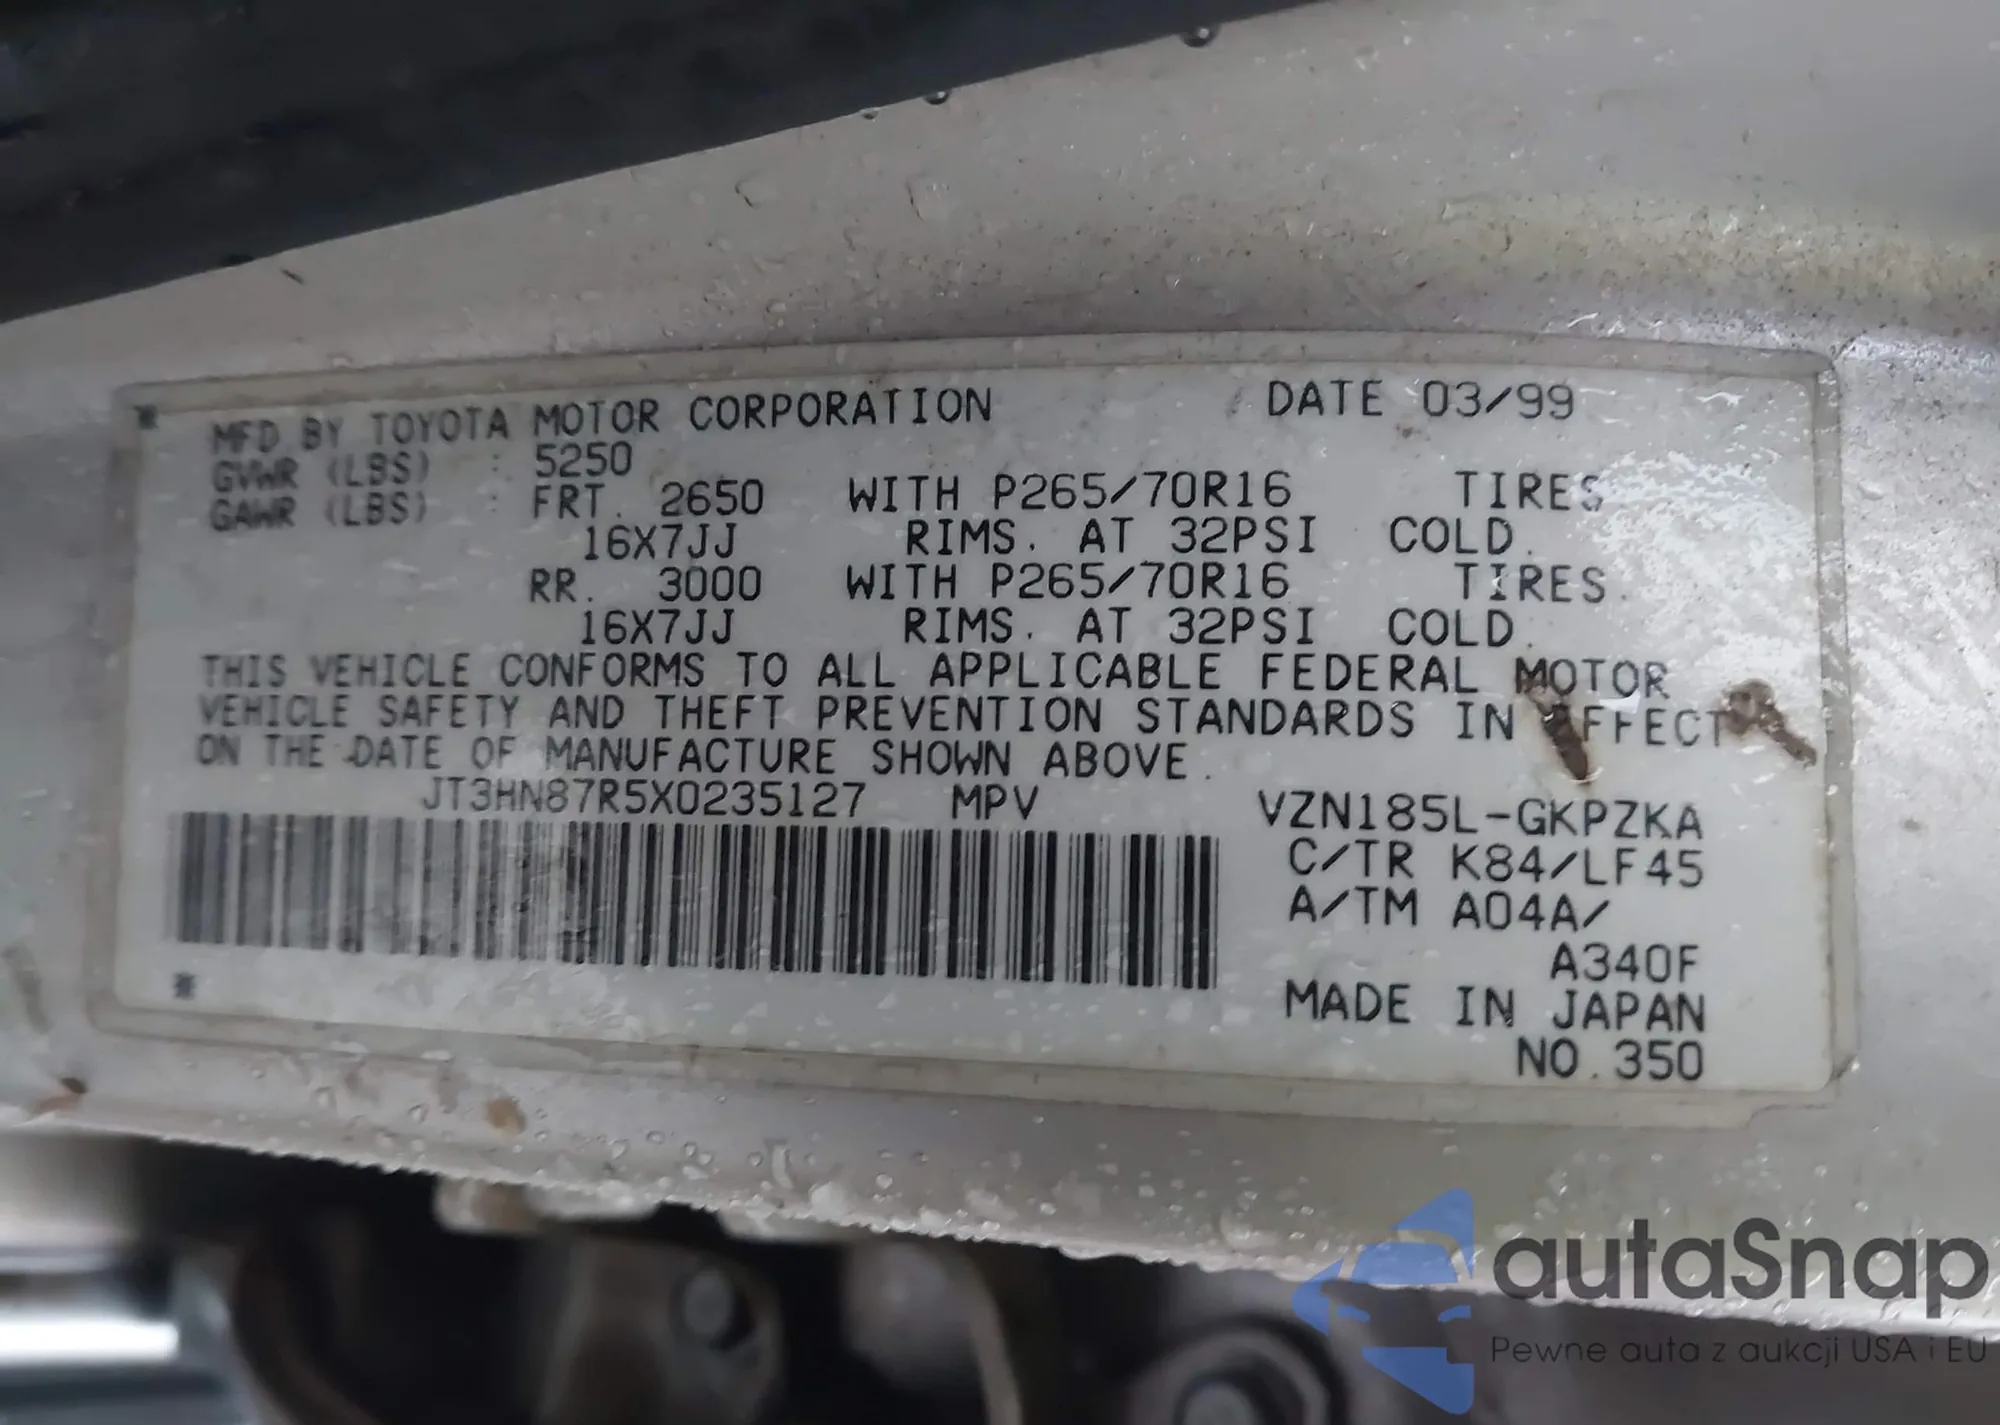 MFD BY TOYOTA MOTOR CORPORATION DATE 03/99
GVWR (LBS) : 5250
GAWR (LBS) : FRT. 2650 WITH P265/70R16 TIRES
16X7JJ RIMS. AT 32PSI COLD.
RR. 3000 WITH P265/70R16 TIRES.
16X7JJ RIMS. AT 32PSI COLD.
THIS VEHICLE CONFORMS TO ALL APPLICABLE FEDERAL MOTOR
VEHICLE SAFETY AND THEFT PREVENTION STANDARDS IN EFFECT
ON THE DATE OF MANUFACTURE SHOWN ABOVE.
JT3HN87R5X0235127 MPV VZN185L-GKPZKA
C/TR K84/LF45
A/TM A04A/
A340F
MADE IN JAPAN
NO.350
autaSnap
Pewne auta z aukcji USA i EU